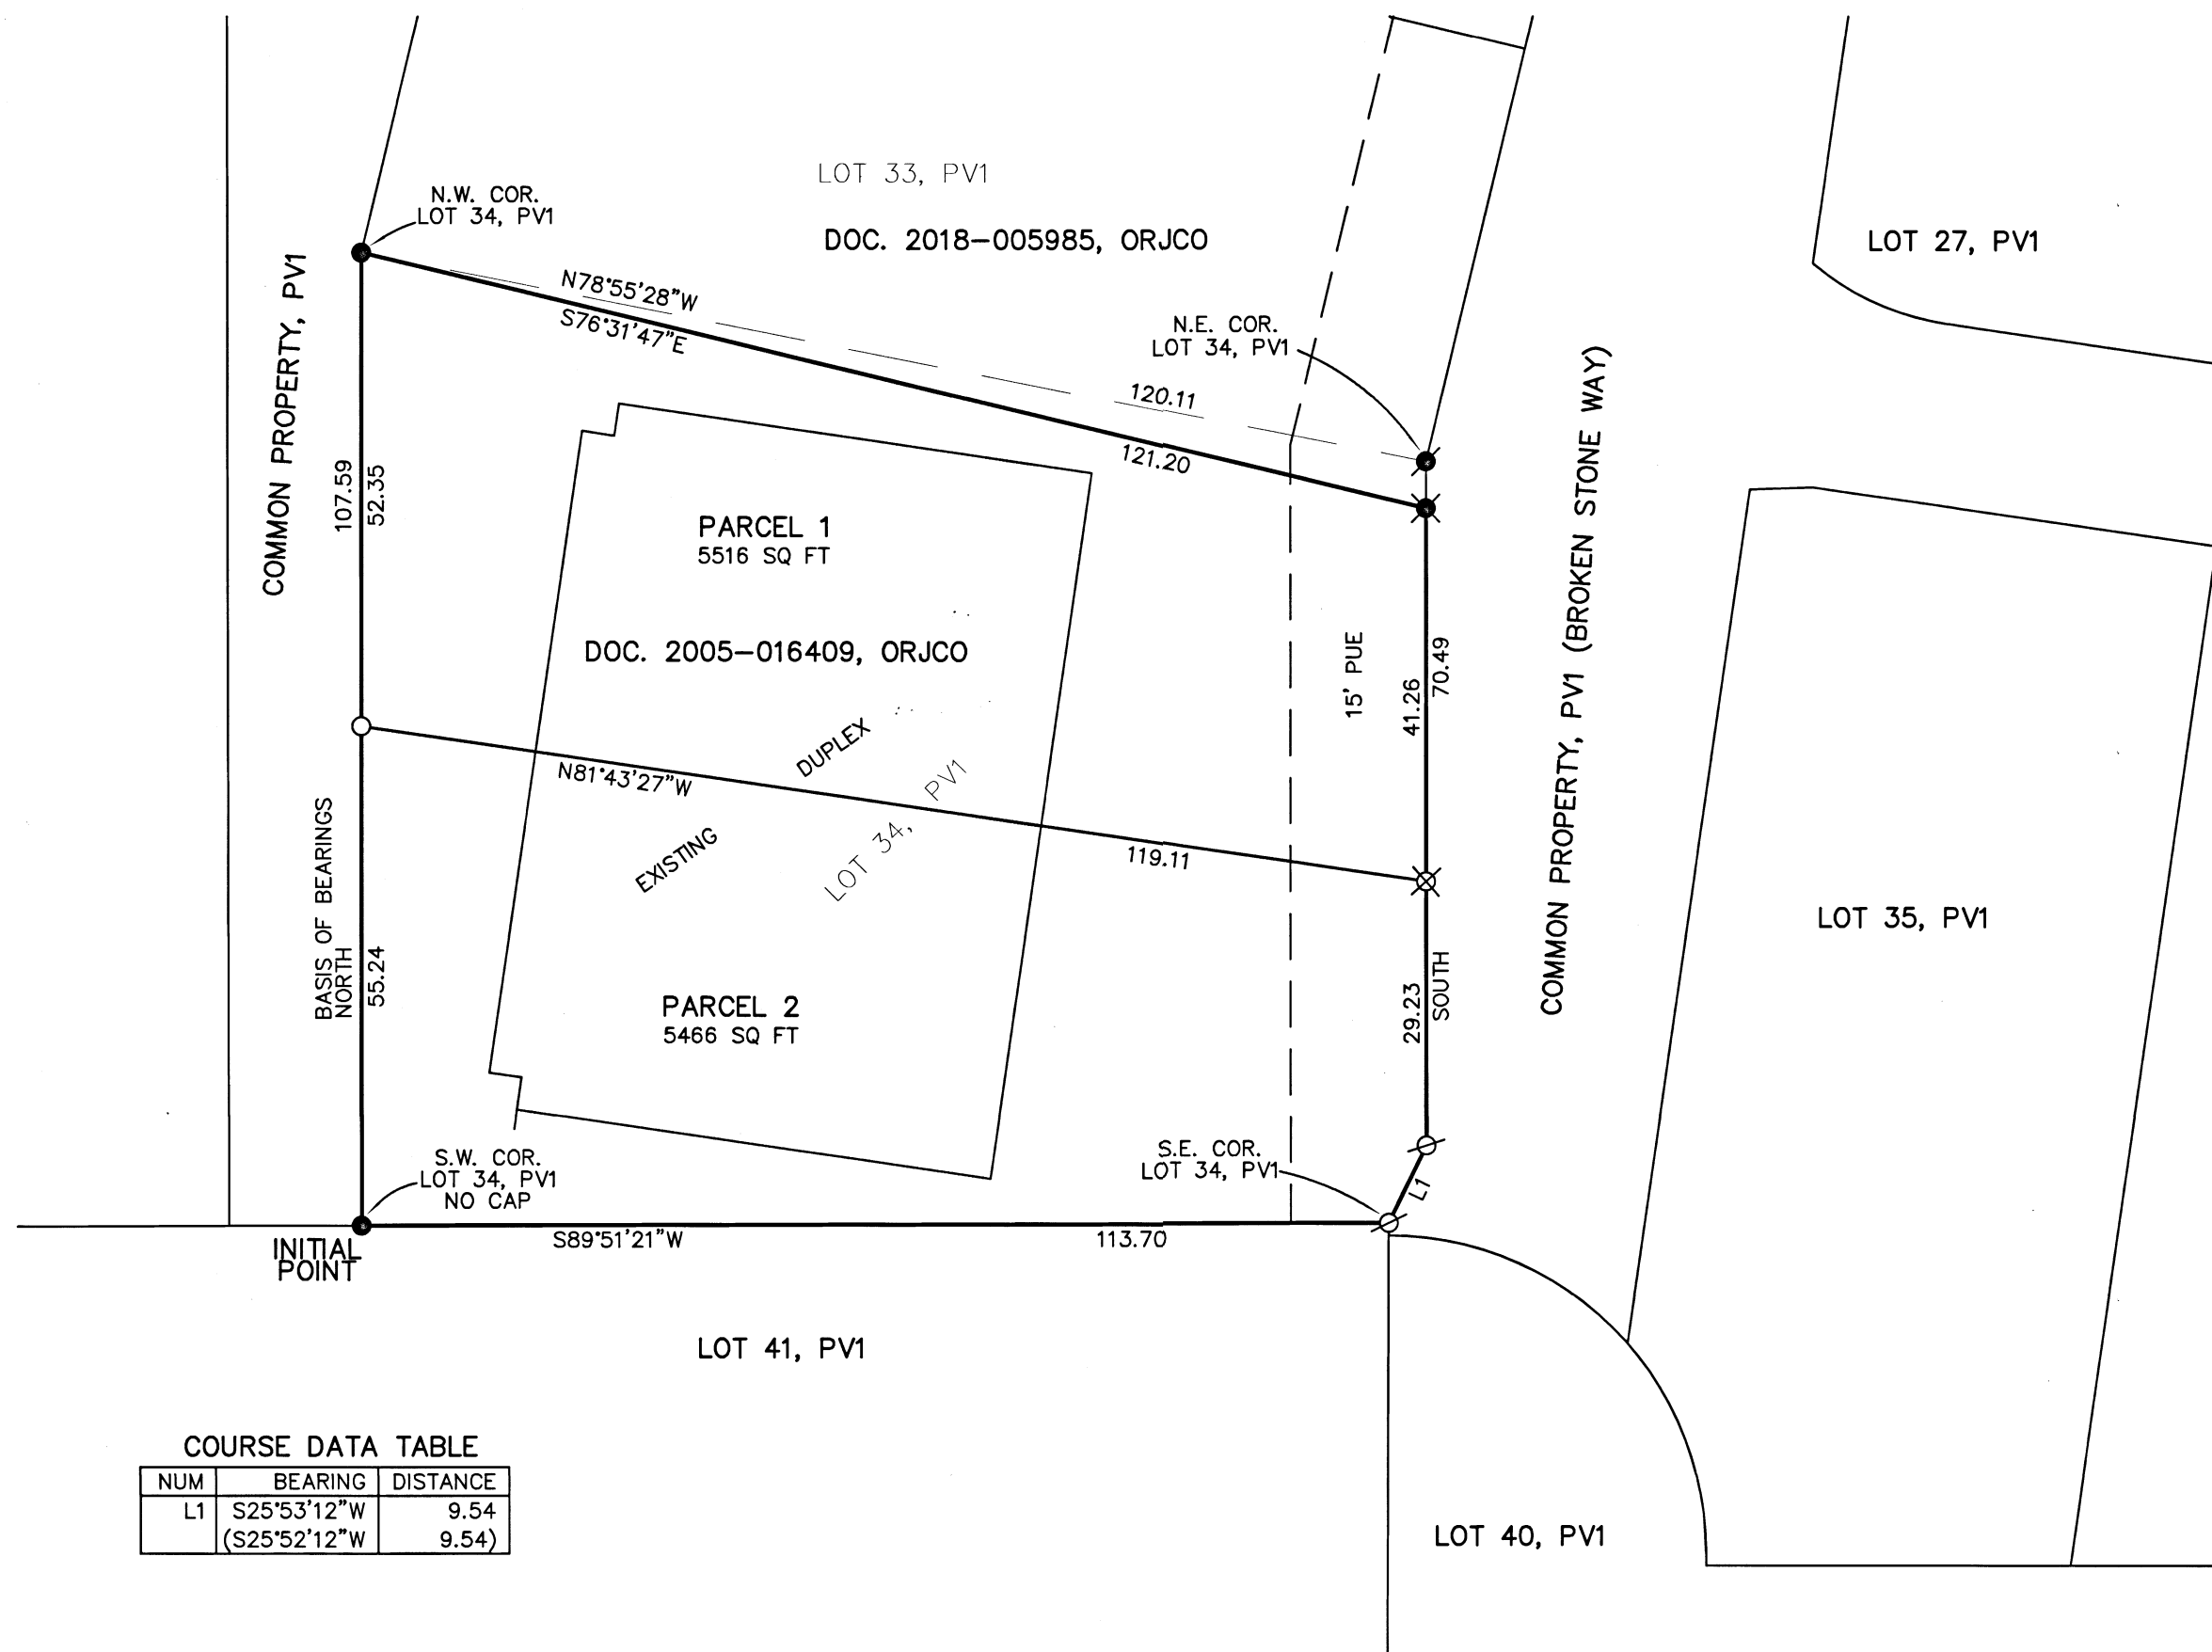 LOT 33, PV1
DOC. 2018-005985, ORJCO
N.W. COR.
LOT 34, PV1
LOT 27, PV1
COMMON PROPERTY, PV1
N78°55'28"W
S76°31'47"E
N.E. COR.
LOT 34, PV1
120.11
121.20
107.59
52.35
PARCEL 1
5516 SQ FT
DOC. 2005-016409, ORJCO
15' PUE
41.26
70.49
COMMON PROPERTY, PV1 (BROKEN STONE WAY)
EXISTING DUPLEX
LOT 34, PV1
N81°43'27"W
119.11
LOT 35, PV1
BASIS OF BEARINGS
NORTH
55.24
PARCEL 2
5466 SQ FT
29.23
SOUTH
S.W. COR.
LOT 34, PV1
NO CAP
S.E. COR.
LOT 34, PV1
L1
INITIAL
POINT
S89°51'21"W
113.70
LOT 41, PV1
LOT 40, PV1
COURSE DATA TABLE
NUM BEARING DISTANCE
L1 S25°53'12"W 9.54
(S25°52'12"W 9.54)